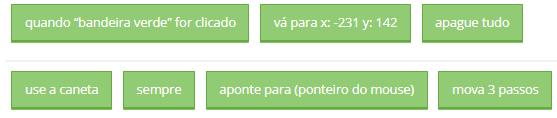 quando “bandeira verde” for clicado vá para x: -231 y: 142 apague tudo
use a caneta sempre aponte para (ponteiro do mouse) mova 3 passos